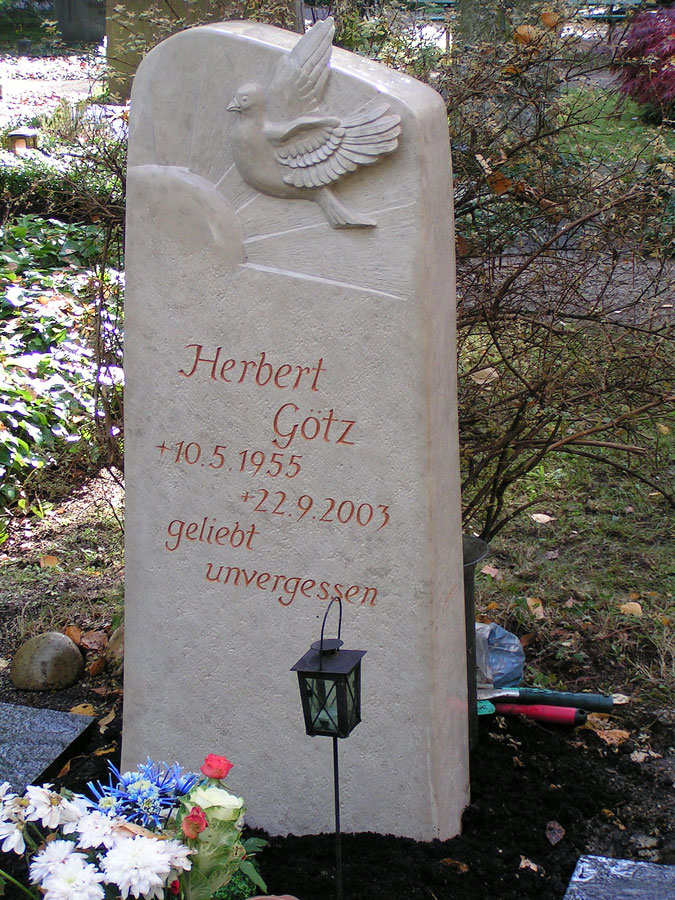 Herbert
Götz
+10.5.1955
+22.9.2003
geliebt
unvergessen